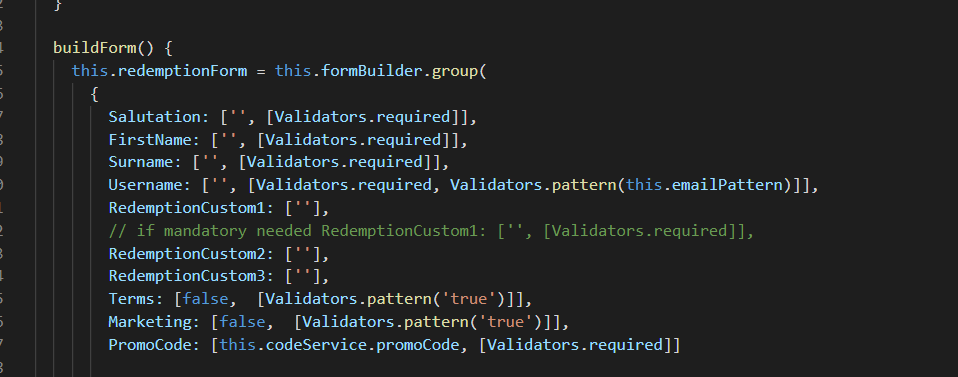 }
buildForm() {
this.redemptionForm = this.formBuilder.group(
{
Salutation: ['', [Validators.required]],
FirstName: ['', [Validators.required]],
Surname: ['', [Validators.required]],
Username: ['', [Validators.required, Validators.pattern(this.emailPattern)]],
RedemptionCustom1: [''],
// if mandatory needed RedemptionCustom1: ['', [Validators.required]],
RedemptionCustom2: [''],
RedemptionCustom3: [''],
Terms: [false,  [Validators.pattern('true')]],
Marketing: [false,  [Validators.pattern('true')]],
PromoCode: [this.codeService.promoCode, [Validators.required]]